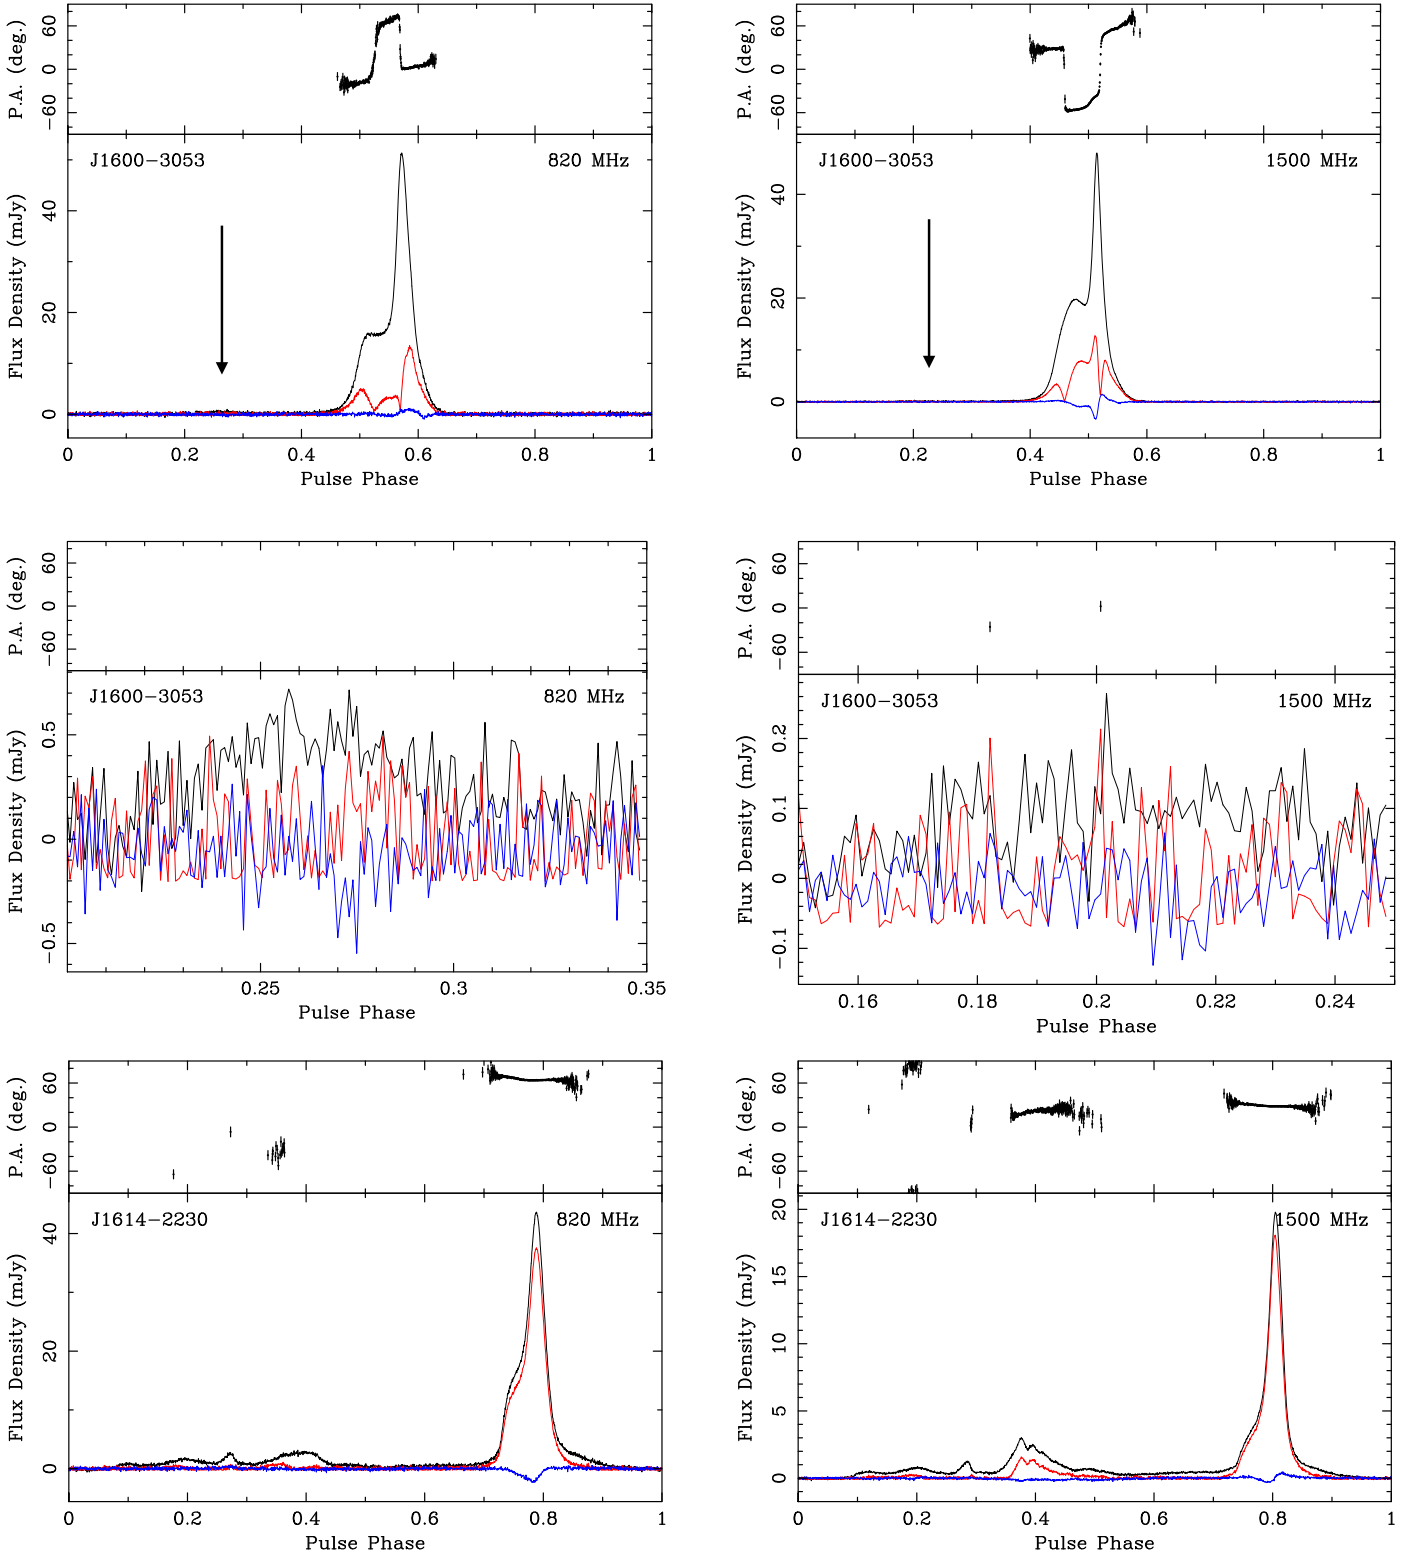 P.A. (deg.)
60
0
−60
J1600−3053
820 MHz
Flux Density (mJy)
40
20
0
0
0.2
0.4
0.6
0.8
1
Pulse Phase
P.A. (deg.)
60
0
−60
J1600−3053
1500 MHz
Flux Density (mJy)
40
20
0
0
0.2
0.4
0.6
0.8
1
Pulse Phase
P.A. (deg.)
60
0
−60
J1600−3053
820 MHz
Flux Density (mJy)
0.5
0
−0.5
0.25
0.3
0.35
Pulse Phase
P.A. (deg.)
60
0
−60
J1600−3053
1500 MHz
Flux Density (mJy)
0.2
0.1
0
−0.1
0.16
0.18
0.2
0.22
0.24
Pulse Phase
P.A. (deg.)
60
0
−60
J1614−2230
820 MHz
Flux Density (mJy)
40
20
0
0
0.2
0.4
0.6
0.8
1
Pulse Phase
P.A. (deg.)
60
0
−60
J1614−2230
1500 MHz
Flux Density (mJy)
20
15
10
5
0
0
0.2
0.4
0.6
0.8
1
Pulse Phase